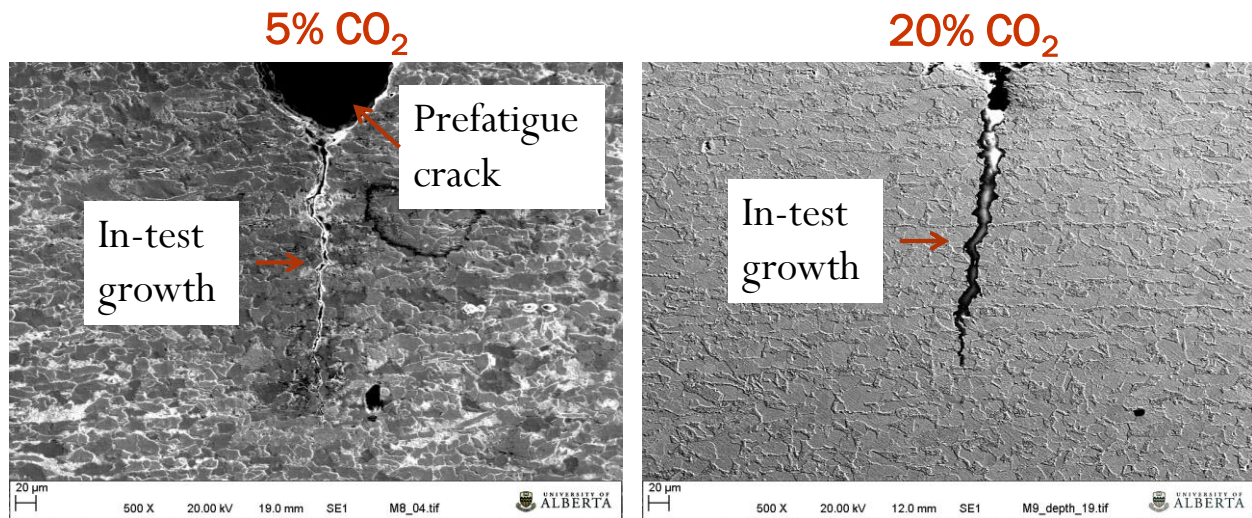 5% CO₂
20% CO₂
Prefatigue
crack
In-test
growth
In-test
growth
20 µm
500 X 20.00 kV 19.0 mm SE1 M8_04.tif
UNIVERSITY OF
ALBERTA
20 µm
500 X 20.00 kV 12.0 mm SE1 M9_depth_19.tif
UNIVERSITY OF
ALBERTA